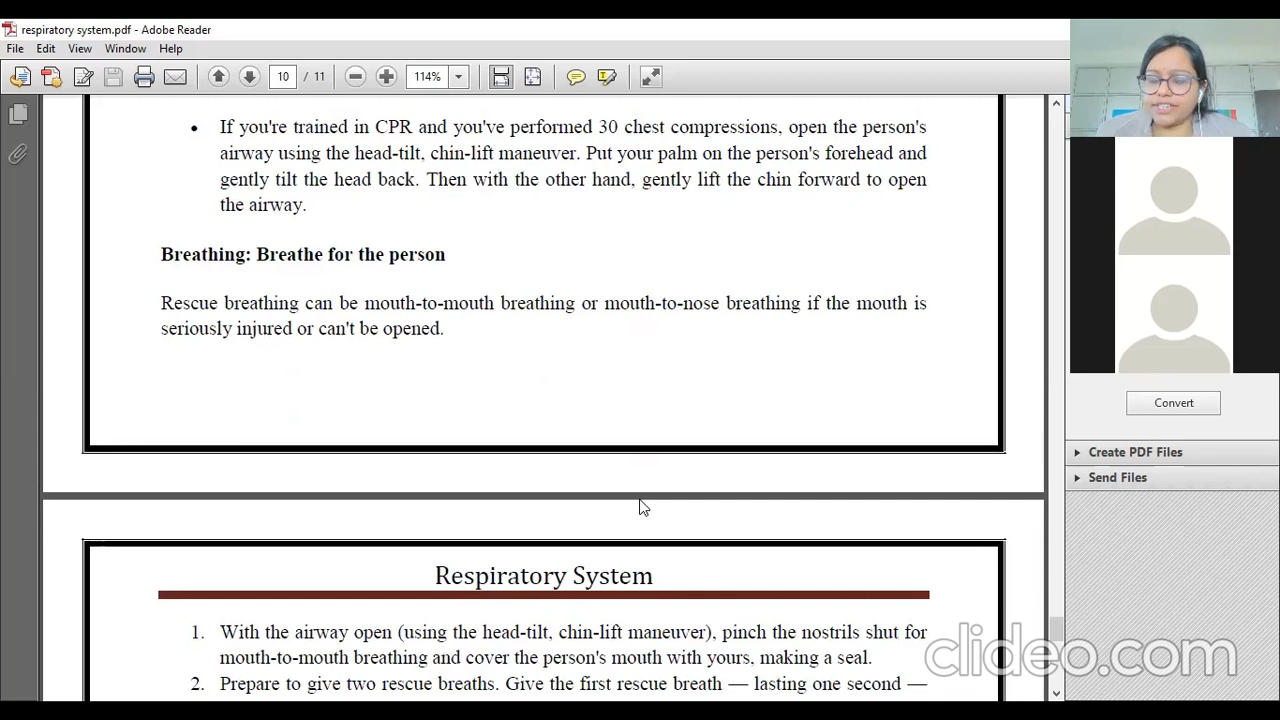 respiratory system.pdf - Adobe Reader
File Edit View Window Help
10 / 11 114%
• If you're trained in CPR and you've performed 30 chest compressions, open the person's
airway using the head-tilt, chin-lift maneuver. Put your palm on the person's forehead and
gently tilt the head back. Then with the other hand, gently lift the chin forward to open
the airway.
Breathing: Breathe for the person
Rescue breathing can be mouth-to-mouth breathing or mouth-to-nose breathing if the mouth is
seriously injured or can't be opened.
Respiratory System
1. With the airway open (using the head-tilt, chin-lift maneuver), pinch the nostrils shut for
mouth-to-mouth breathing and cover the person's mouth with yours, making a seal.
2. Prepare to give two rescue breaths. Give the first rescue breath — lasting one second —
Convert
Create PDF Files
Send Files
clideo.com